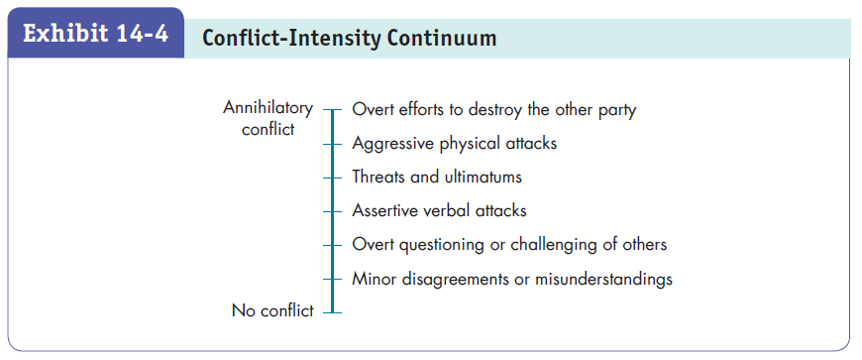 Exhibit 14-4
Conflict-Intensity Continuum
Annihilatory
conflict
Overt efforts to destroy the other party
Aggressive physical attacks
Threats and ultimatums
Assertive verbal attacks
Overt questioning or challenging of others
Minor disagreements or misunderstandings
No conflict